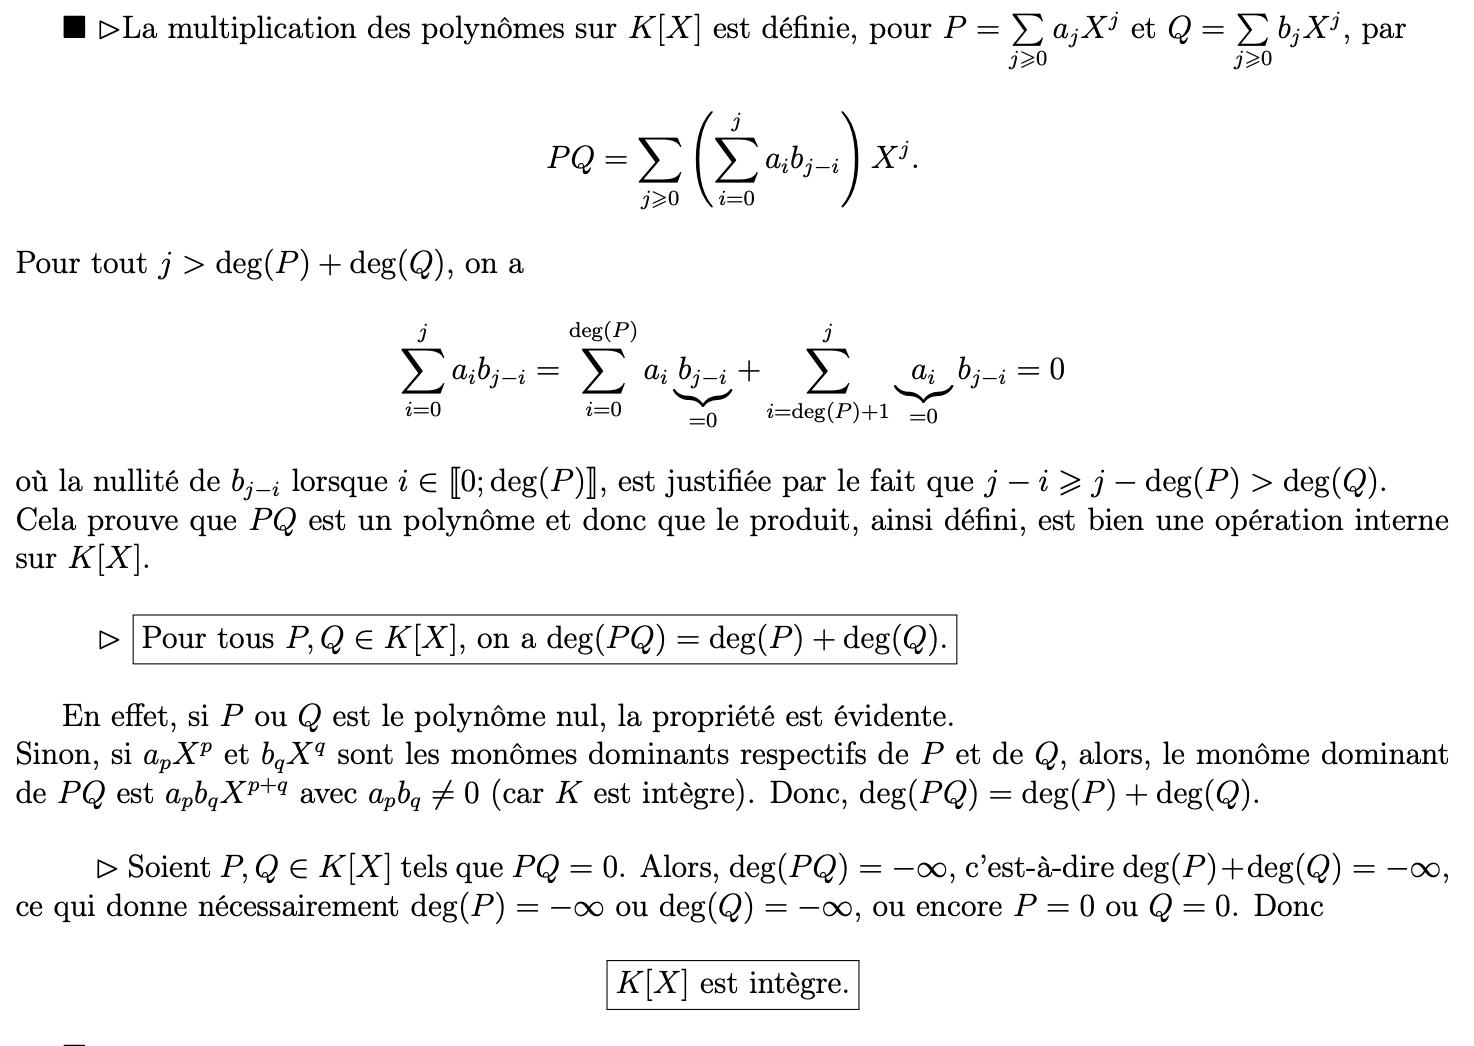 ■ ▷La multiplication des polynômes sur $K[X]$ est définie, pour $P = \sum_{j \geqslant 0} a_j X^j$ et $Q = \sum_{j \geqslant 0} b_j X^j$, par
$$PQ = \sum_{j \geqslant 0} \left( \sum_{i=0}^{j} a_i b_{j-i} \right) X^j.$$
Pour tout $j > \deg(P) + \deg(Q)$, on a
$$\sum_{i=0}^{j} a_i b_{j-i} = \sum_{i=0}^{\deg(P)} a_i \underbrace{b_{j-i}}_{=0} + \sum_{i=\deg(P)+1}^{j} \underbrace{a_i}_{=0} b_{j-i} = 0$$
où la nullité de $b_{j-i}$ lorsque $i \in [\![0; \deg(P)]\!]$, est justifiée par le fait que $j - i \geqslant j - \deg(P) > \deg(Q)$.
Cela prouve que $PQ$ est un polynôme et donc que le produit, ainsi défini, est bien une opération interne
sur $K[X]$.
▷ Pour tous $P, Q \in K[X]$, on a $\deg(PQ) = \deg(P) + \deg(Q)$.
En effet, si $P$ ou $Q$ est le polynôme nul, la propriété est évidente.
Sinon, si $a_p X^p$ et $b_q X^q$ sont les monômes dominants respectifs de $P$ et de $Q$, alors, le monôme dominant
de $PQ$ est $a_p b_q X^{p+q}$ avec $a_p b_q \neq 0$ (car $K$ est intègre). Donc, $\deg(PQ) = \deg(P) + \deg(Q)$.
▷ Soient $P, Q \in K[X]$ tels que $PQ = 0$. Alors, $\deg(PQ) = -\infty$, c'est-à-dire $\deg(P) + \deg(Q) = -\infty$,
ce qui donne nécessairement $\deg(P) = -\infty$ ou $\deg(Q) = -\infty$, ou encore $P = 0$ ou $Q = 0$. Donc
$K[X]$ est intègre.